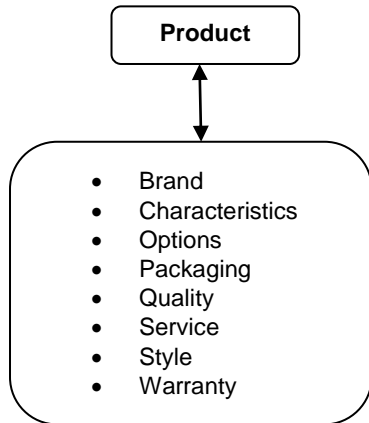 Product
• Brand
• Characteristics
• Options
• Packaging
• Quality
• Service
• Style
• Warranty